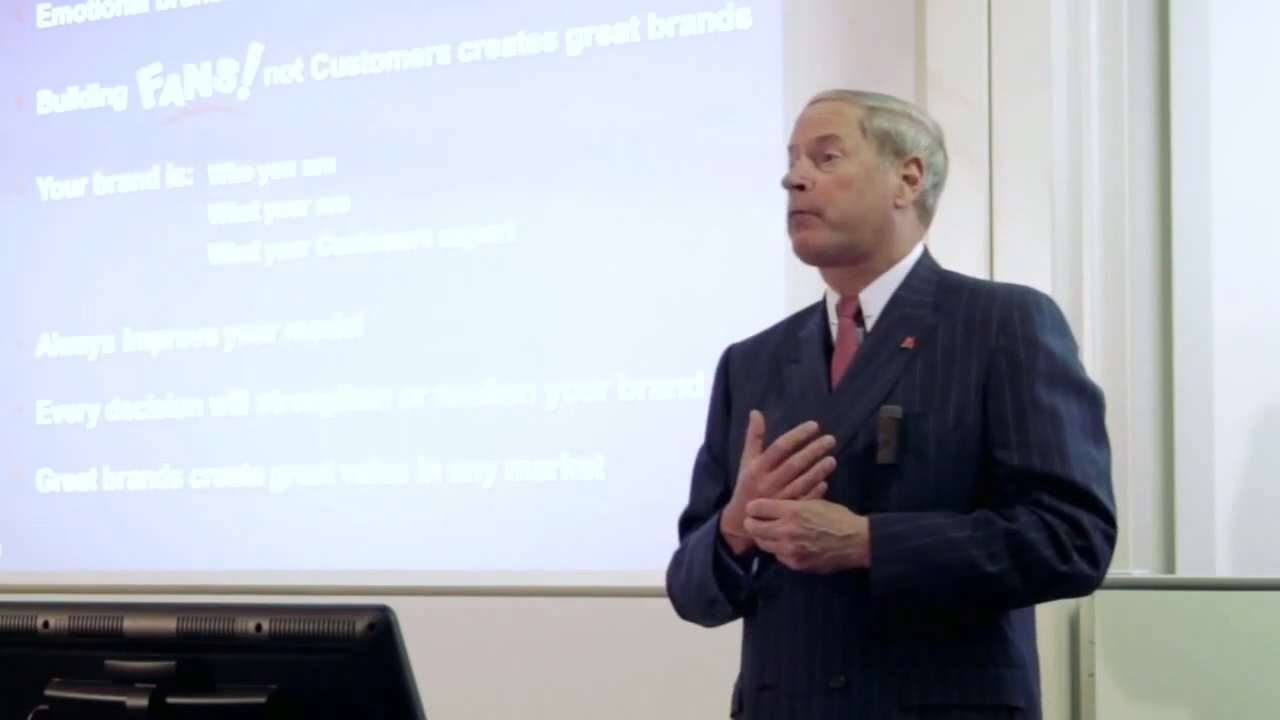 Emotional
Building FANS! not Customers creates great brands
Your brand is: Who you are
What your are
What your Customers expect
Always improve your model
Every decision will strengthen or weaken your brand
Great brands create great value in any market